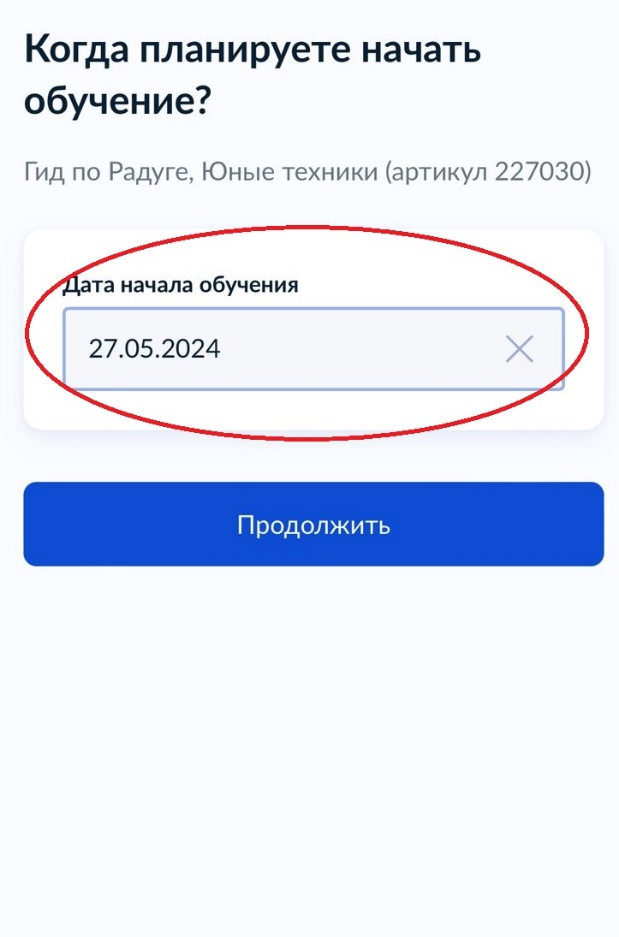 Когда планируете начать
обучение?
Гид по Радуге, Юные техники (артикул 227030)
Дата начала обучения
27.05.2024
Продолжить